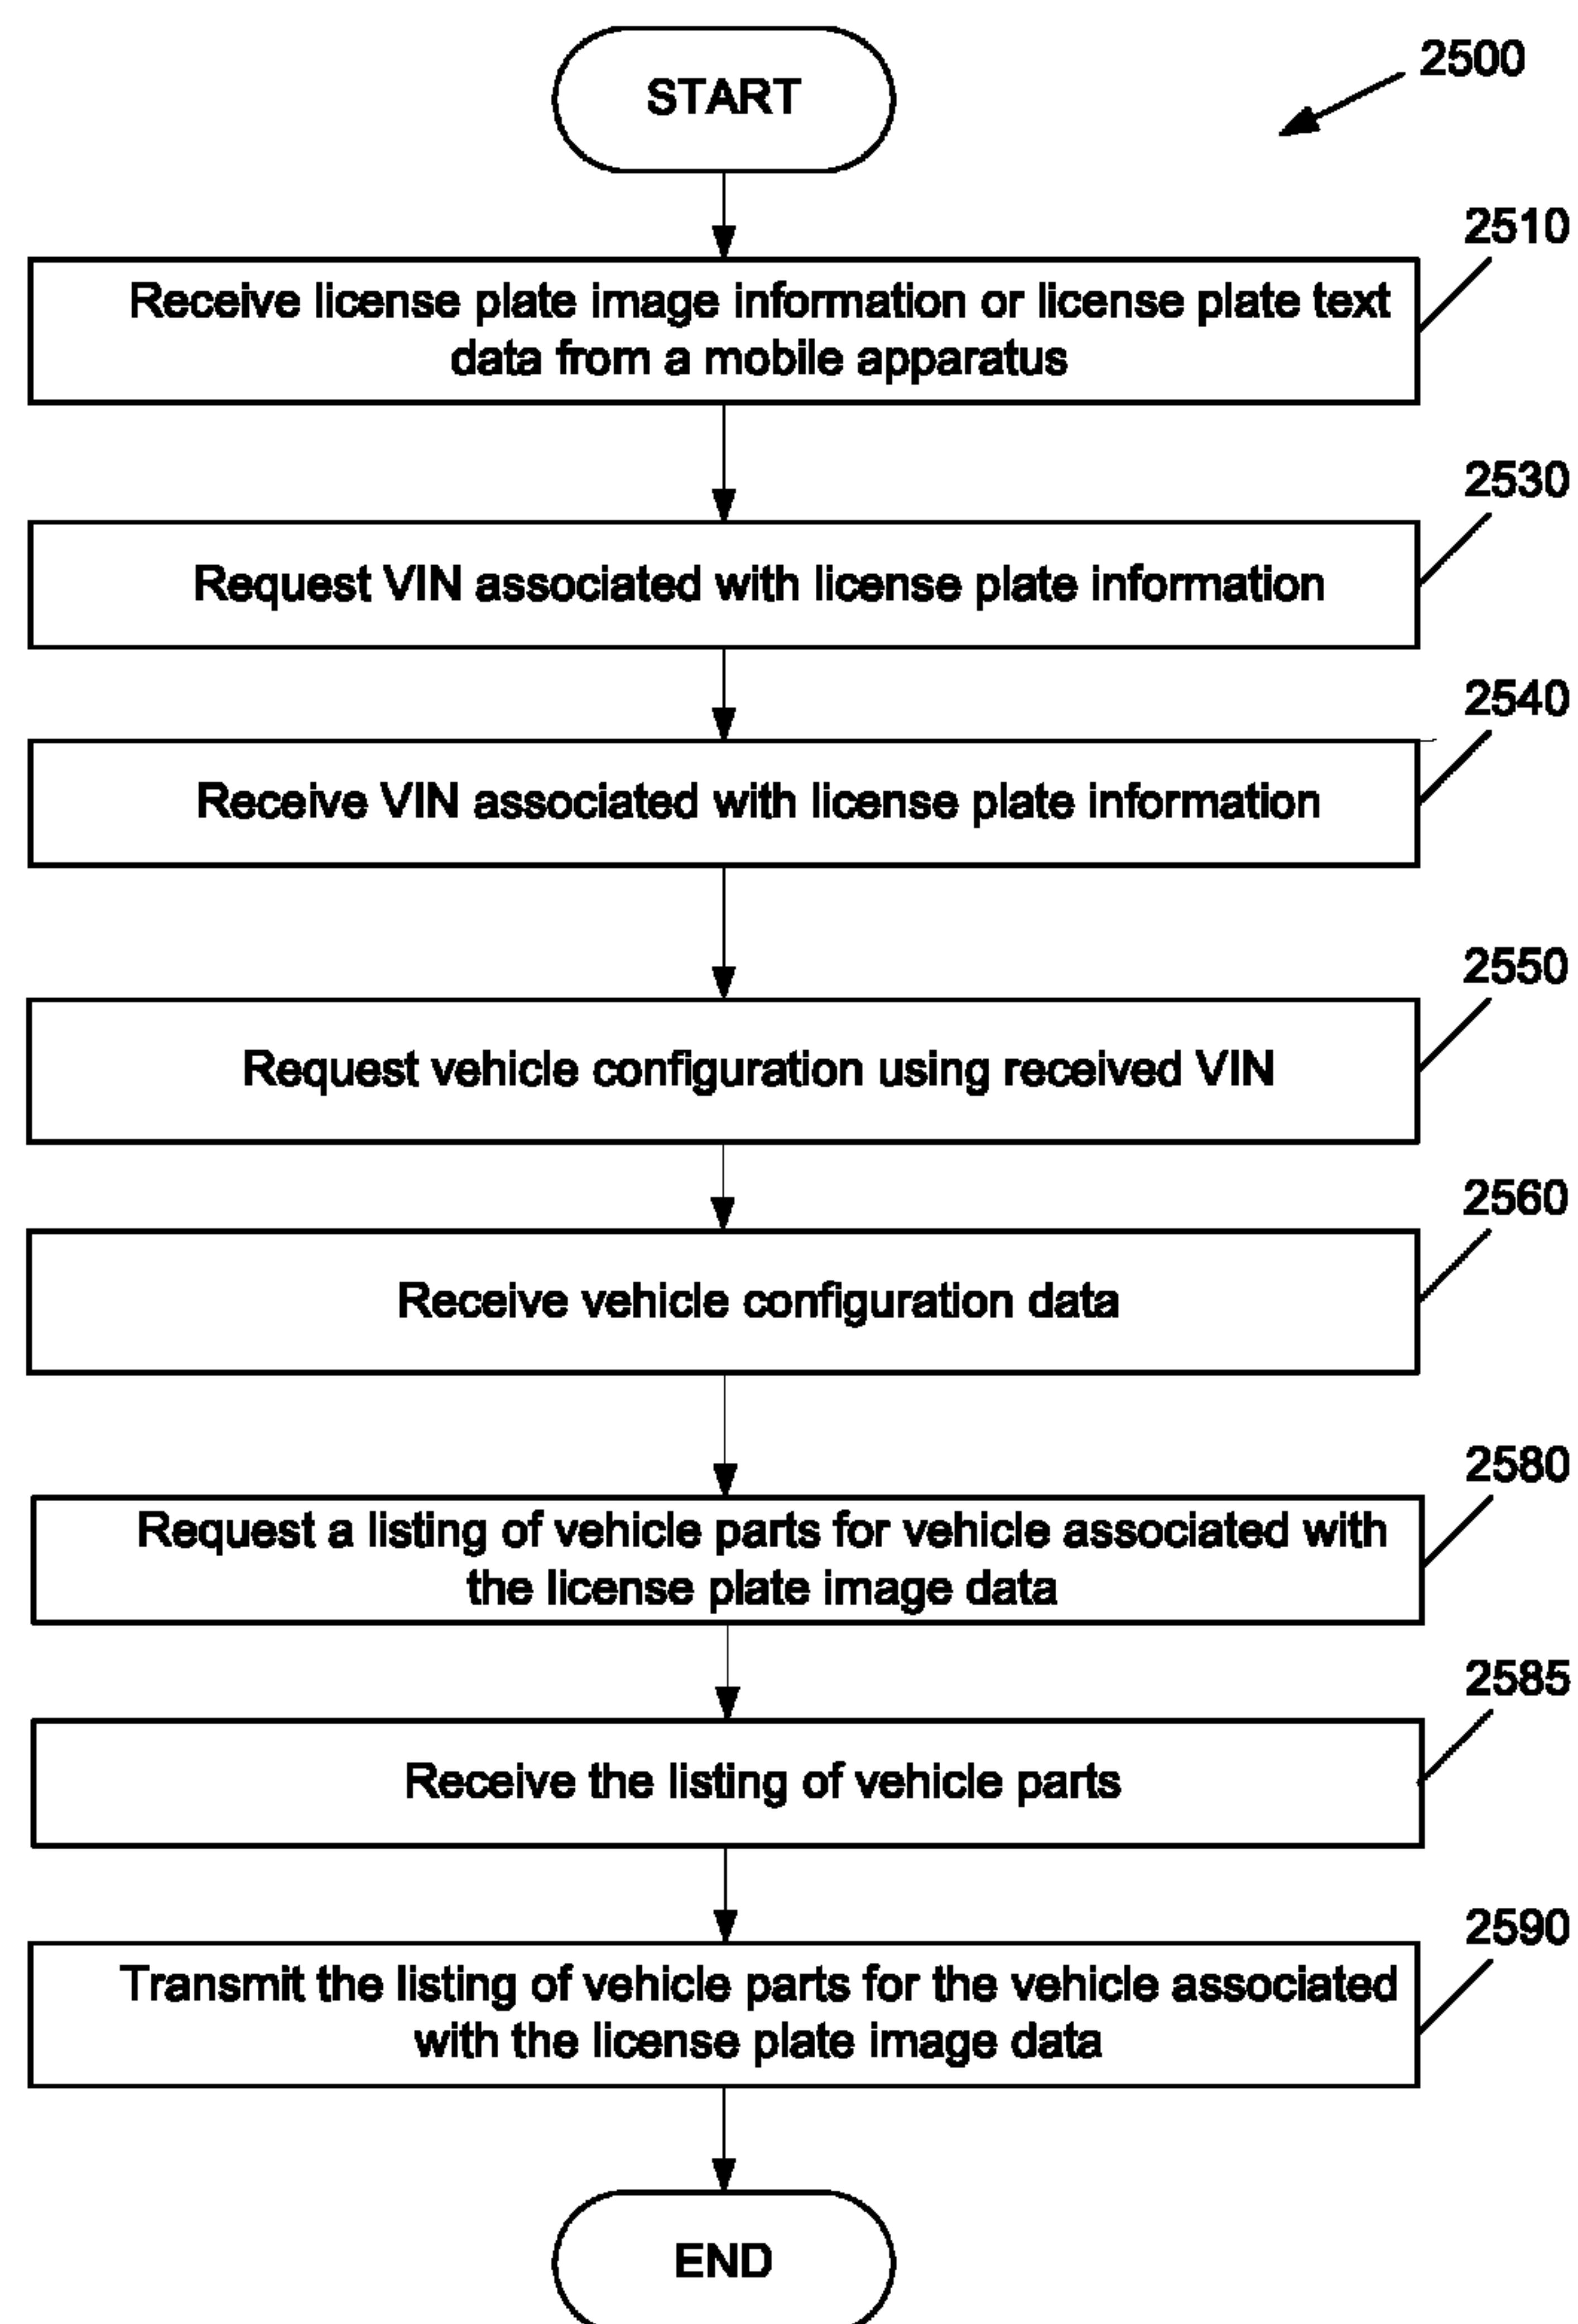 START
2500
2510
Receive license plate image information or license plate text
data from a mobile apparatus
2530
Request VIN associated with license plate information
2540
Receive VIN associated with license plate information
2550
Request vehicle configuration using received VIN
2560
Receive vehicle configuration data
2580
Request a listing of vehicle parts for vehicle associated with
the license plate image data
2585
Receive the listing of vehicle parts
2590
Transmit the listing of vehicle parts for the vehicle associated
with the license plate image data
END